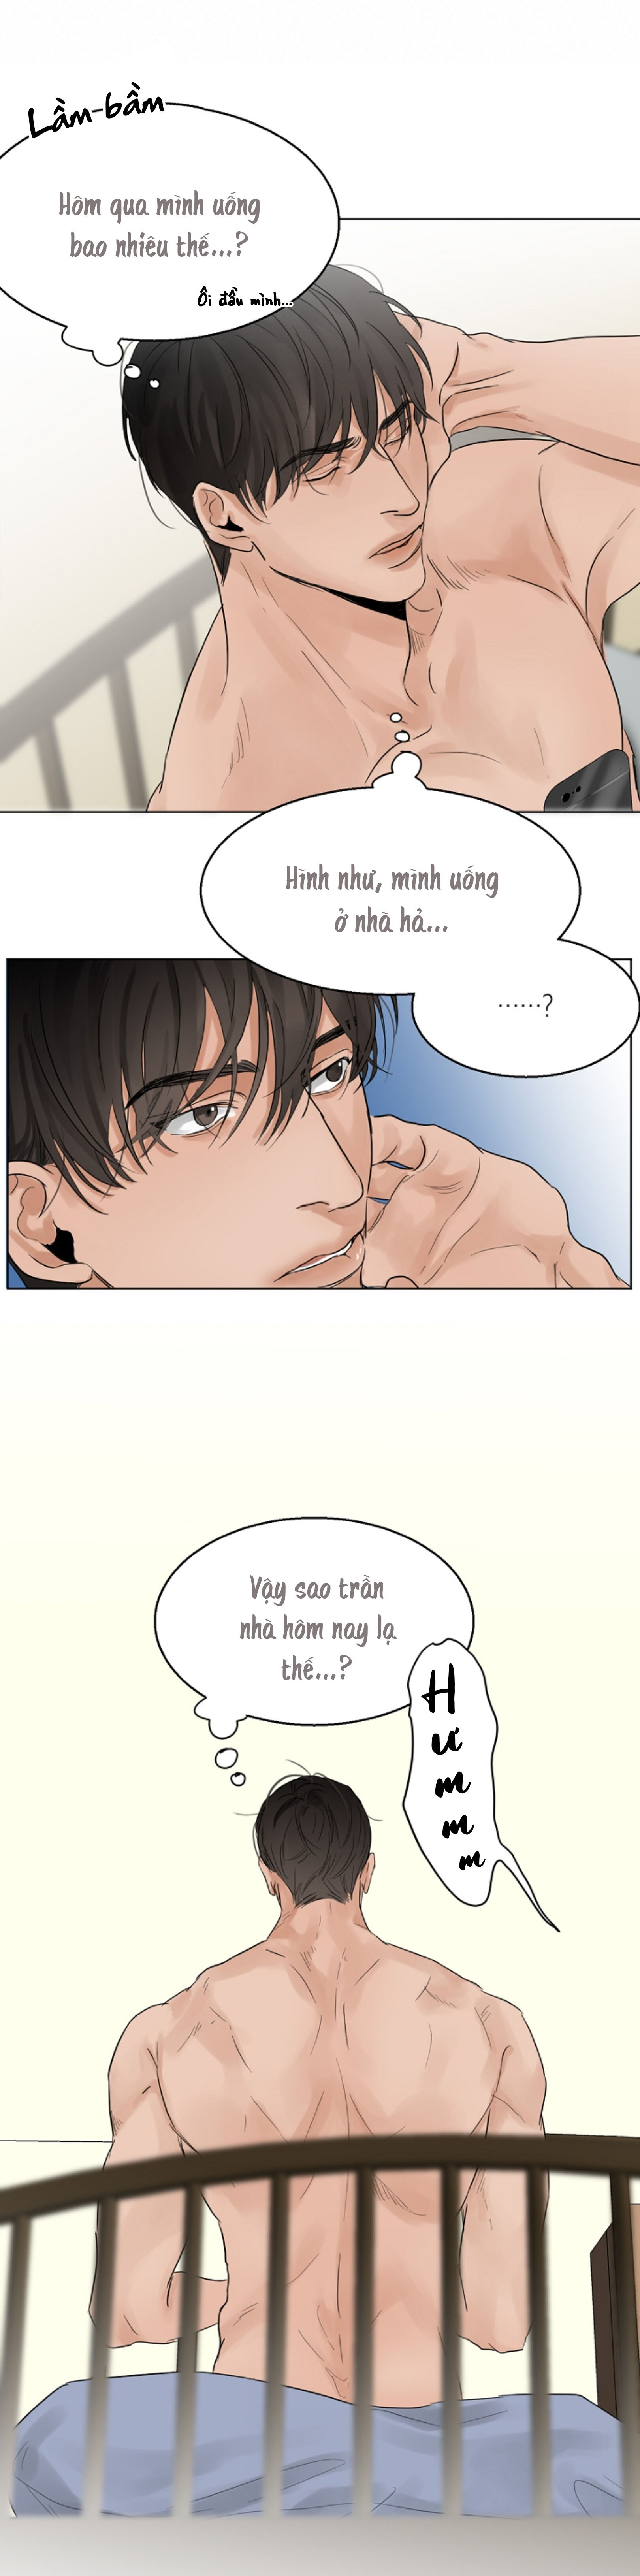 Lầm-bầm
Hôm qua mình uống
bao nhiêu thế...?
Ôi đầu mình...
Hình như, mình uống
ở nhà hả...
......?
Vậy sao trần
nhà hôm nay lạ
thế...?
Hưmmm